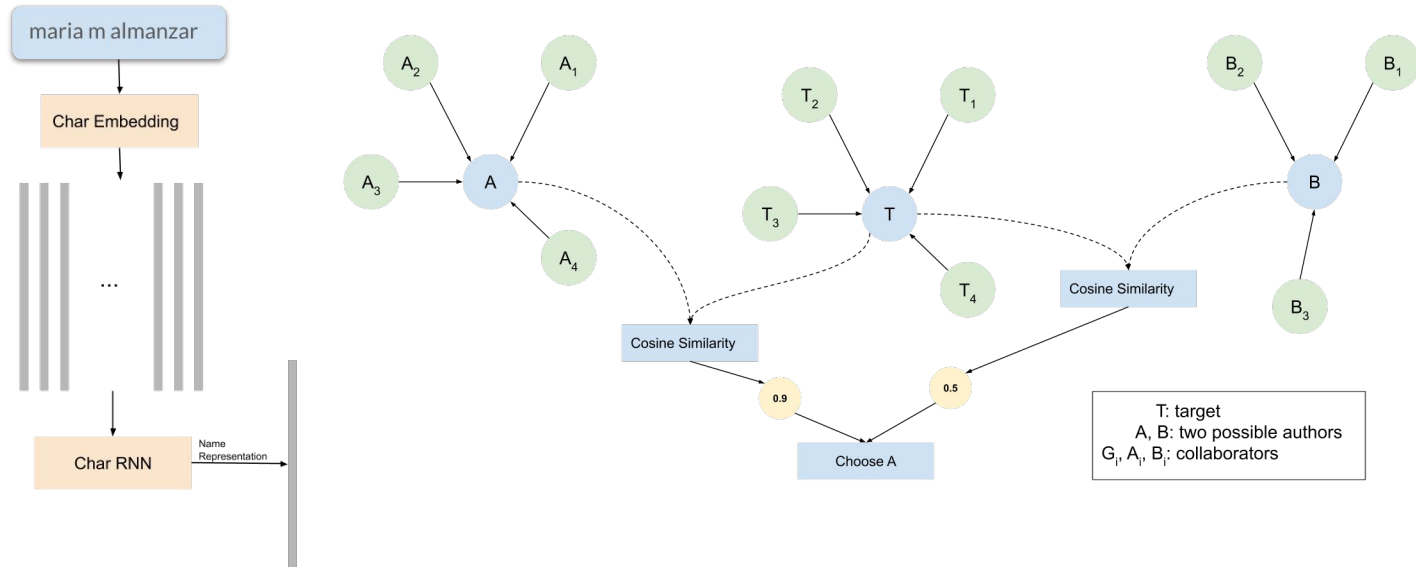 maria m almanzar
Char Embedding
...
Char RNN
Name
Representation
A₂
A₁
A₃
A
A₄
T₂
T₁
T₃
T
T₄
B₂
B₁
B
B₃
Cosine Similarity
Cosine Similarity
0.9
0.5
Choose A
T: target
A, B: two possible authors
Gᵢ, Aᵢ, Bᵢ: collaborators